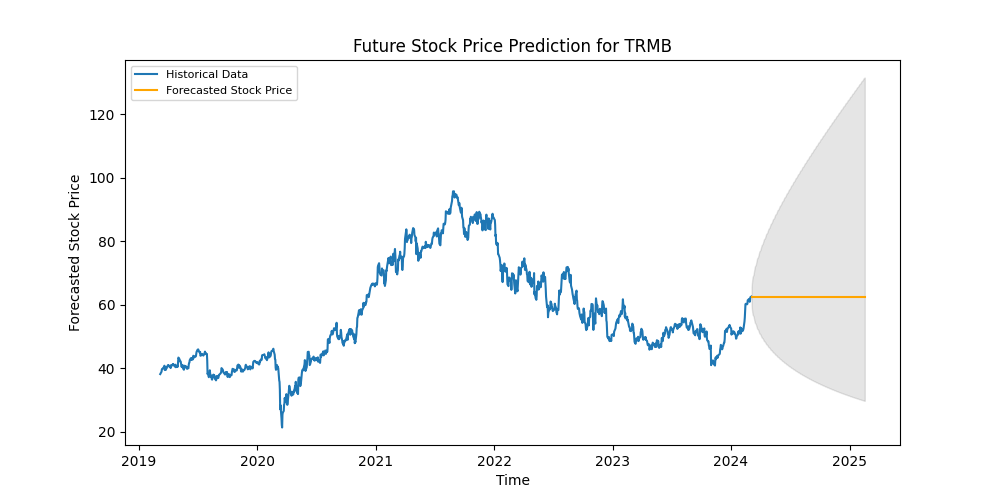 Future Stock Price Prediction for TRMB
Historical Data
Forecasted Stock Price
120
100
80
60
40
20
Forecasted Stock Price
2019 2020 2021 2022 2023 2024 2025
Time